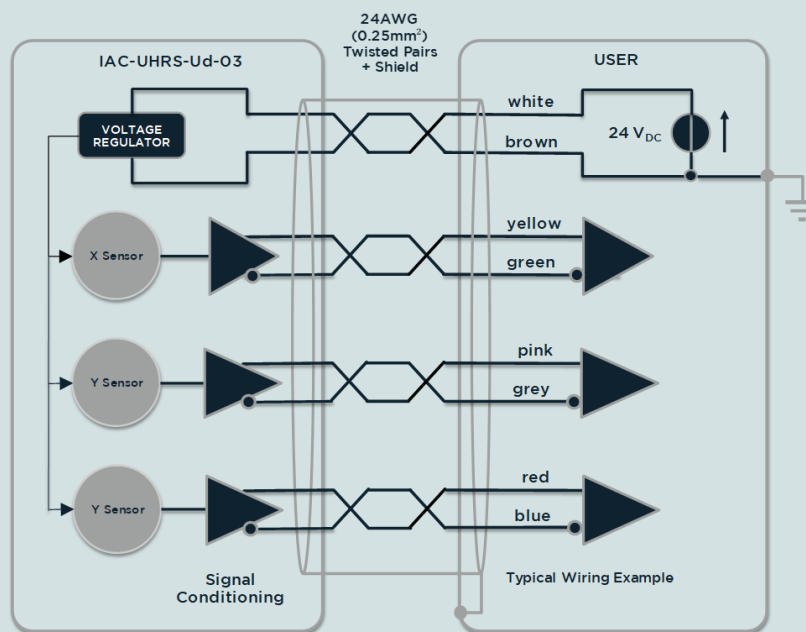 24AWG
(0.25mm²)
Twisted Pairs
+ Shield
IAC-UHRS-Ud-03
USER
VOLTAGE
REGULATOR
white
brown
24 VDC
X Sensor
yellow
green
Y Sensor
pink
grey
Y Sensor
red
blue
Signal
Conditioning
Typical Wiring Example